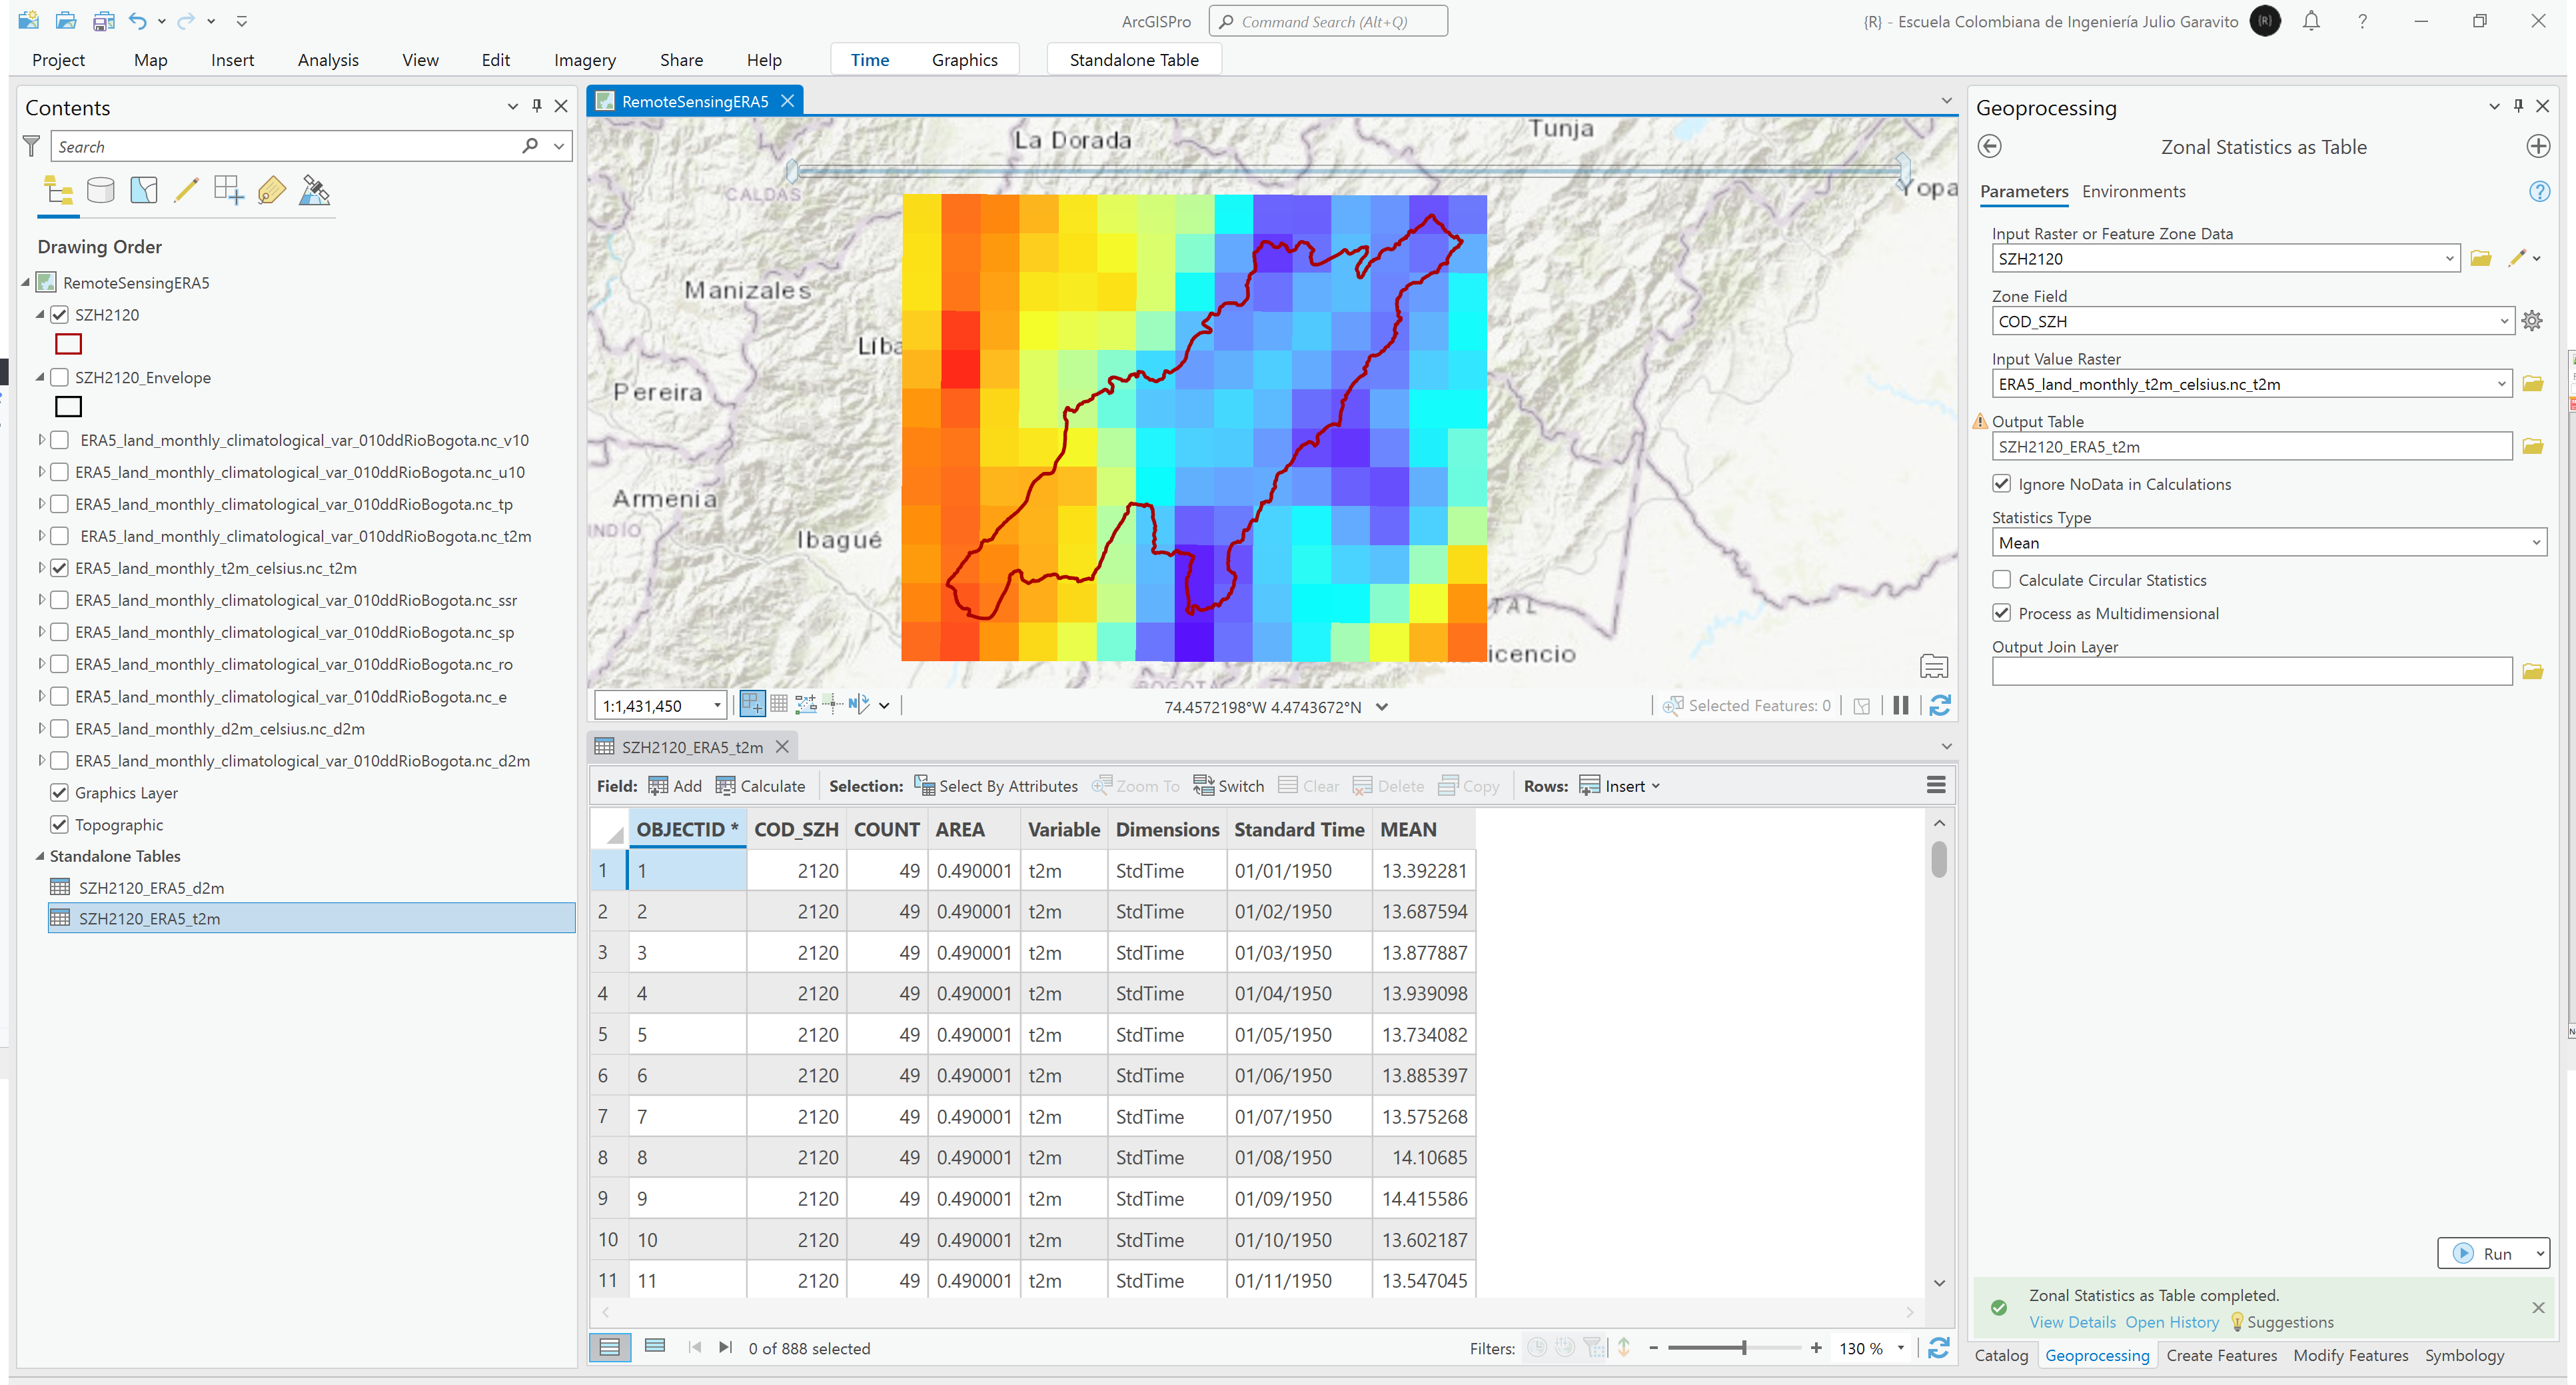 ArcGISPro
Command Search (Alt+Q)
{R} - Escuela Colombiana de Ingeniería Julio Garavito
{R}
Project Map Insert Analysis View Edit Imagery Share Help Time Graphics Standalone Table
Contents
Search
Drawing Order
RemoteSensingERA5
SZH2120
SZH2120_Envelope
ERA5_land_monthly_climatological_var_010ddRioBogota.nc_v10
ERA5_land_monthly_climatological_var_010ddRioBogota.nc_u10
ERA5_land_monthly_climatological_var_010ddRioBogota.nc_tp
ERA5_land_monthly_climatological_var_010ddRioBogota.nc_t2m
ERA5_land_monthly_t2m_celsius.nc_t2m
ERA5_land_monthly_climatological_var_010ddRioBogota.nc_ssr
ERA5_land_monthly_climatological_var_010ddRioBogota.nc_sp
ERA5_land_monthly_climatological_var_010ddRioBogota.nc_ro
ERA5_land_monthly_climatological_var_010ddRioBogota.nc_e
ERA5_land_monthly_d2m_celsius.nc_d2m
ERA5_land_monthly_climatological_var_010ddRioBogota.nc_d2m
Graphics Layer
Topographic
Standalone Tables
SZH2120_ERA5_d2m
SZH2120_ERA5_t2m
RemoteSensingERA5
La Dorada
Tunja
CALDAS
Yopa
Manizales
Líba
Pereira
Armenia
INDÍO
Ibagué
TAL
icencio
1:1,431,450
74.4572198°W 4.4743672°N
Selected Features: 0
SZH2120_ERA5_t2m
Field: Add Calculate Selection: Select By Attributes Zoom To Switch Clear Delete Copy Rows: Insert
OBJECTID * COD_SZH COUNT AREA Variable Dimensions Standard Time MEAN
1 1 2120 49 0.490001 t2m StdTime 01/01/1950 13.392281
2 2 2120 49 0.490001 t2m StdTime 01/02/1950 13.687594
3 3 2120 49 0.490001 t2m StdTime 01/03/1950 13.877887
4 4 2120 49 0.490001 t2m StdTime 01/04/1950 13.939098
5 5 2120 49 0.490001 t2m StdTime 01/05/1950 13.734082
6 6 2120 49 0.490001 t2m StdTime 01/06/1950 13.885397
7 7 2120 49 0.490001 t2m StdTime 01/07/1950 13.575268
8 8 2120 49 0.490001 t2m StdTime 01/08/1950 14.10685
9 9 2120 49 0.490001 t2m StdTime 01/09/1950 14.415586
10 10 2120 49 0.490001 t2m StdTime 01/10/1950 13.602187
11 11 2120 49 0.490001 t2m StdTime 01/11/1950 13.547045
0 of 888 selected
Filters:
130 %
Geoprocessing
Zonal Statistics as Table
Parameters Environments
Input Raster or Feature Zone Data
SZH2120
Zone Field
COD_SZH
Input Value Raster
ERA5_land_monthly_t2m_celsius.nc_t2m
Output Table
SZH2120_ERA5_t2m
Ignore NoData in Calculations
Statistics Type
Mean
Calculate Circular Statistics
Process as Multidimensional
Output Join Layer
Run
Zonal Statistics as Table completed.
View Details Open History Suggestions
Catalog Geoprocessing Create Features Modify Features Symbology